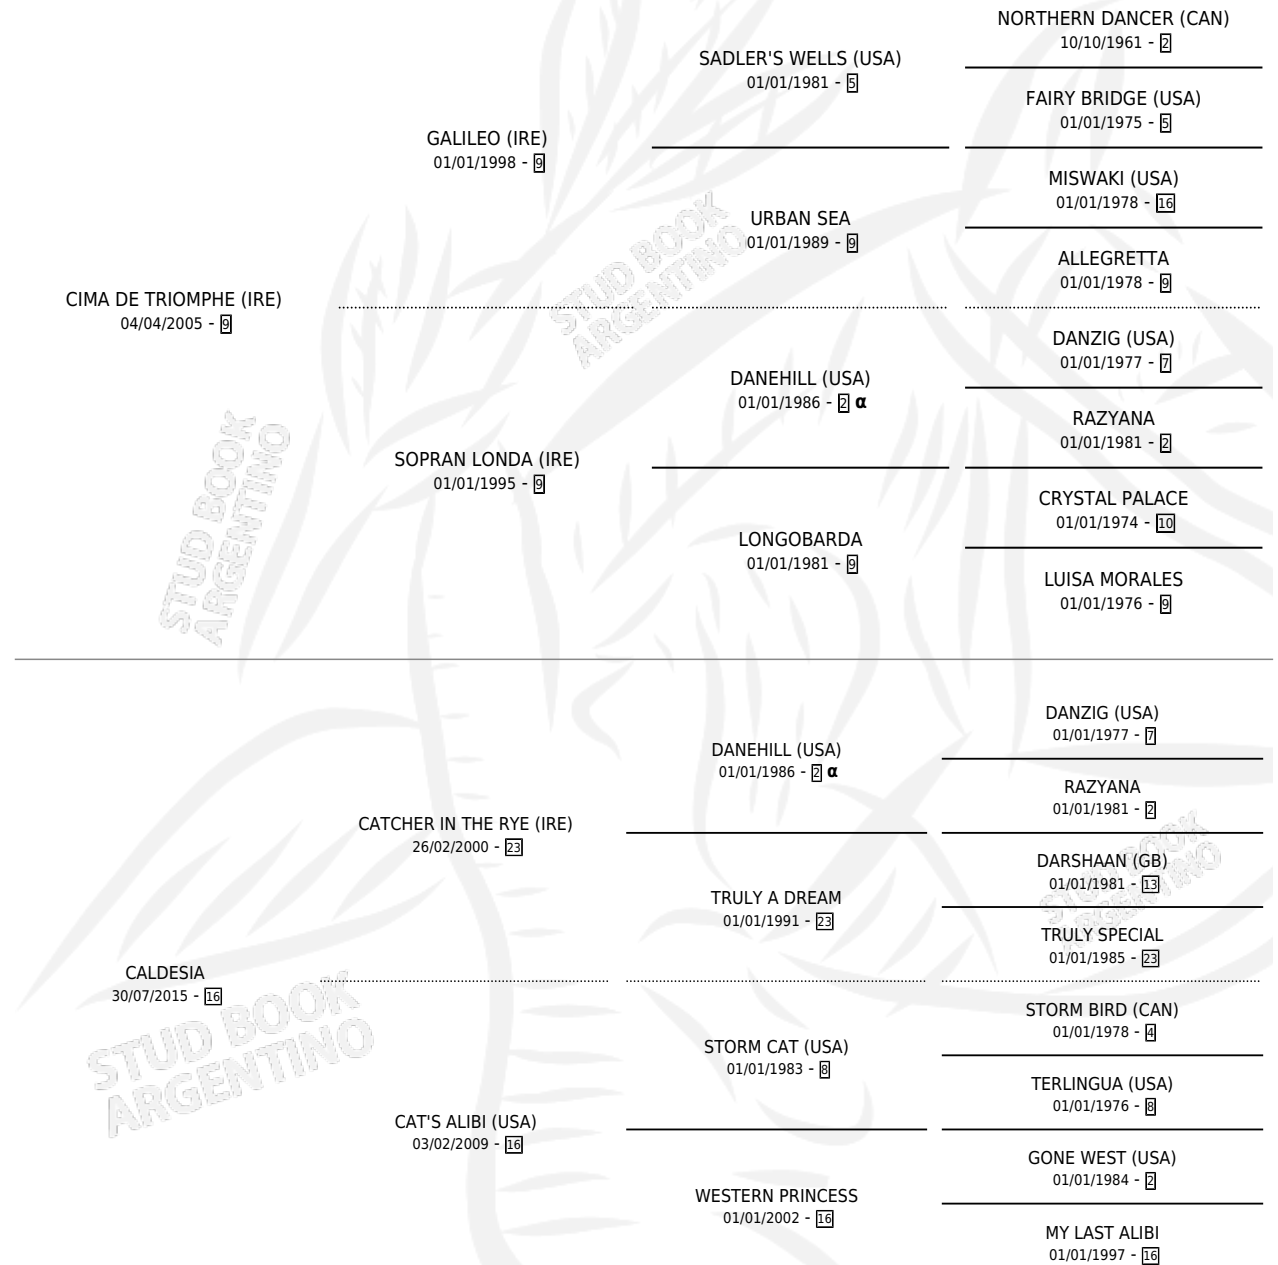 NORTHERN DANCER (CAN)
10/10/1961 - 2
SADLER'S WELLS (USA)
01/01/1981 - 5
FAIRY BRIDGE (USA)
01/01/1975 - 5
GALILEO (IRE)
01/01/1998 - 9
MISWAKI (USA)
01/01/1978 - 16
URBAN SEA
01/01/1989 - 9
ALLEGRETTA
01/01/1978 - 9
CIMA DE TRIOMPHE (IRE)
04/04/2005 - 9
DANZIG (USA)
01/01/1977 - 7
DANEHILL (USA)
01/01/1986 - 2 α
RAZYANA
01/01/1981 - 2
SOPRAN LONDA (IRE)
01/01/1995 - 9
CRYSTAL PALACE
01/01/1974 - 10
LONGOBARDA
01/01/1981 - 9
LUISA MORALES
01/01/1976 - 9
DANZIG (USA)
01/01/1977 - 7
DANEHILL (USA)
01/01/1986 - 2 α
RAZYANA
01/01/1981 - 2
CATCHER IN THE RYE (IRE)
26/02/2000 - 23
DARSHAAN (GB)
01/01/1981 - 13
TRULY A DREAM
01/01/1991 - 23
TRULY SPECIAL
01/01/1985 - 23
CALDESIA
30/07/2015 - 16
STORM BIRD (CAN)
01/01/1978 - 4
STORM CAT (USA)
01/01/1983 - 8
TERLINGUA (USA)
01/01/1976 - 8
CAT'S ALIBI (USA)
03/02/2009 - 16
GONE WEST (USA)
01/01/1984 - 2
WESTERN PRINCESS
01/01/2002 - 16
MY LAST ALIBI
01/01/1997 - 16
STUD BOOK
ARGENTINO
STUD BOOK
ARGENTINO
STUD BOOK
ARGENTINO
STUD BOOK
ARGENTINO